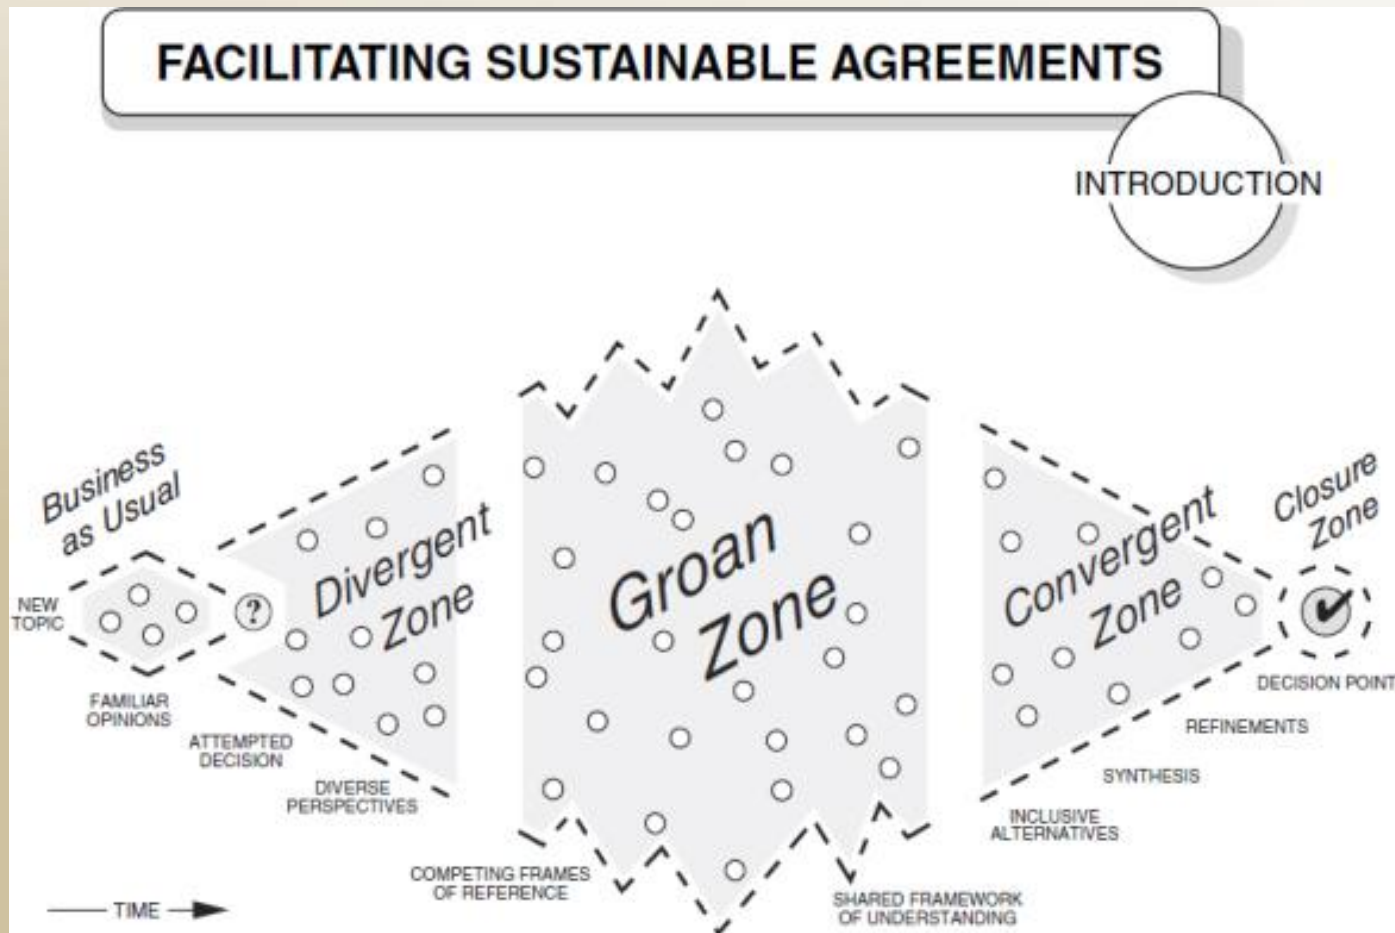 FACILITATING SUSTAINABLE AGREEMENTS
INTRODUCTION
Business
as Usual
NEW
TOPIC
?
FAMILIAR
OPINIONS
ATTEMPTED
DECISION
Divergent
Zone
DIVERSE
PERSPECTIVES
Groan
Zone
COMPETING FRAMES
OF REFERENCE
SHARED FRAMEWORK
OF UNDERSTANDING
Convergent
Zone
INCLUSIVE
ALTERNATIVES
SYNTHESIS
REFINEMENTS
Closure
Zone
DECISION POINT
TIME